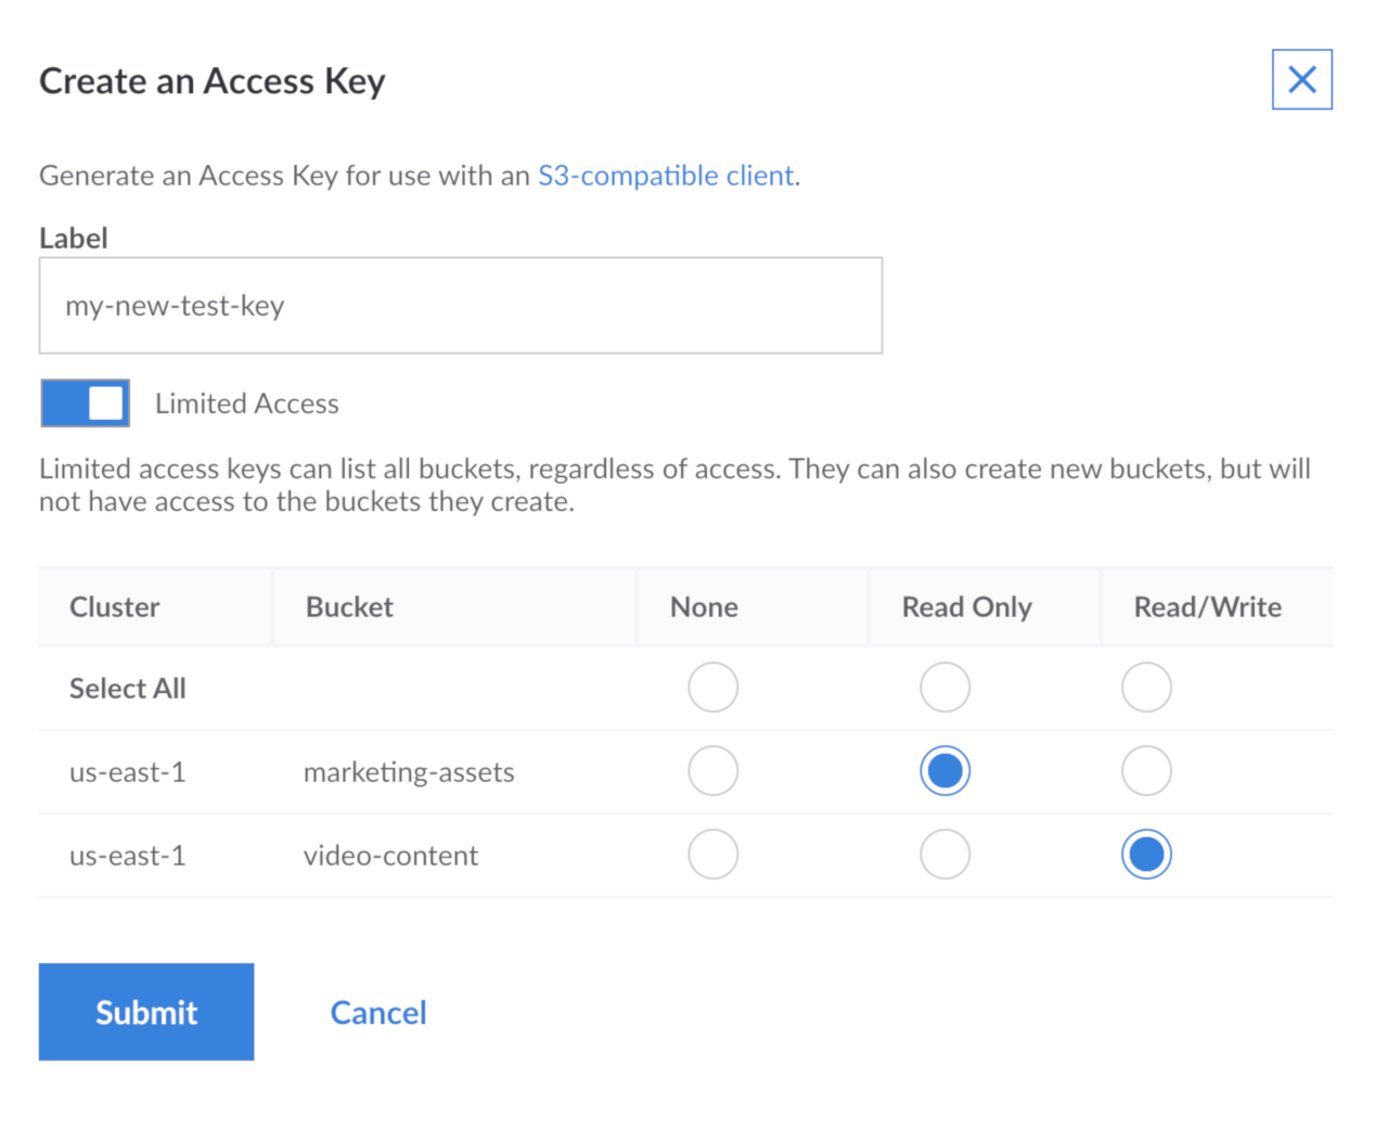 Create an Access Key
Generate an Access Key for use with an S3-compatible client.
Label
my-new-test-key
Limited Access
Limited access keys can list all buckets, regardless of access. They can also create new buckets, but will
not have access to the buckets they create.
Cluster Bucket None Read Only Read/Write
Select All
us-east-1 marketing-assets
us-east-1 video-content
Submit Cancel